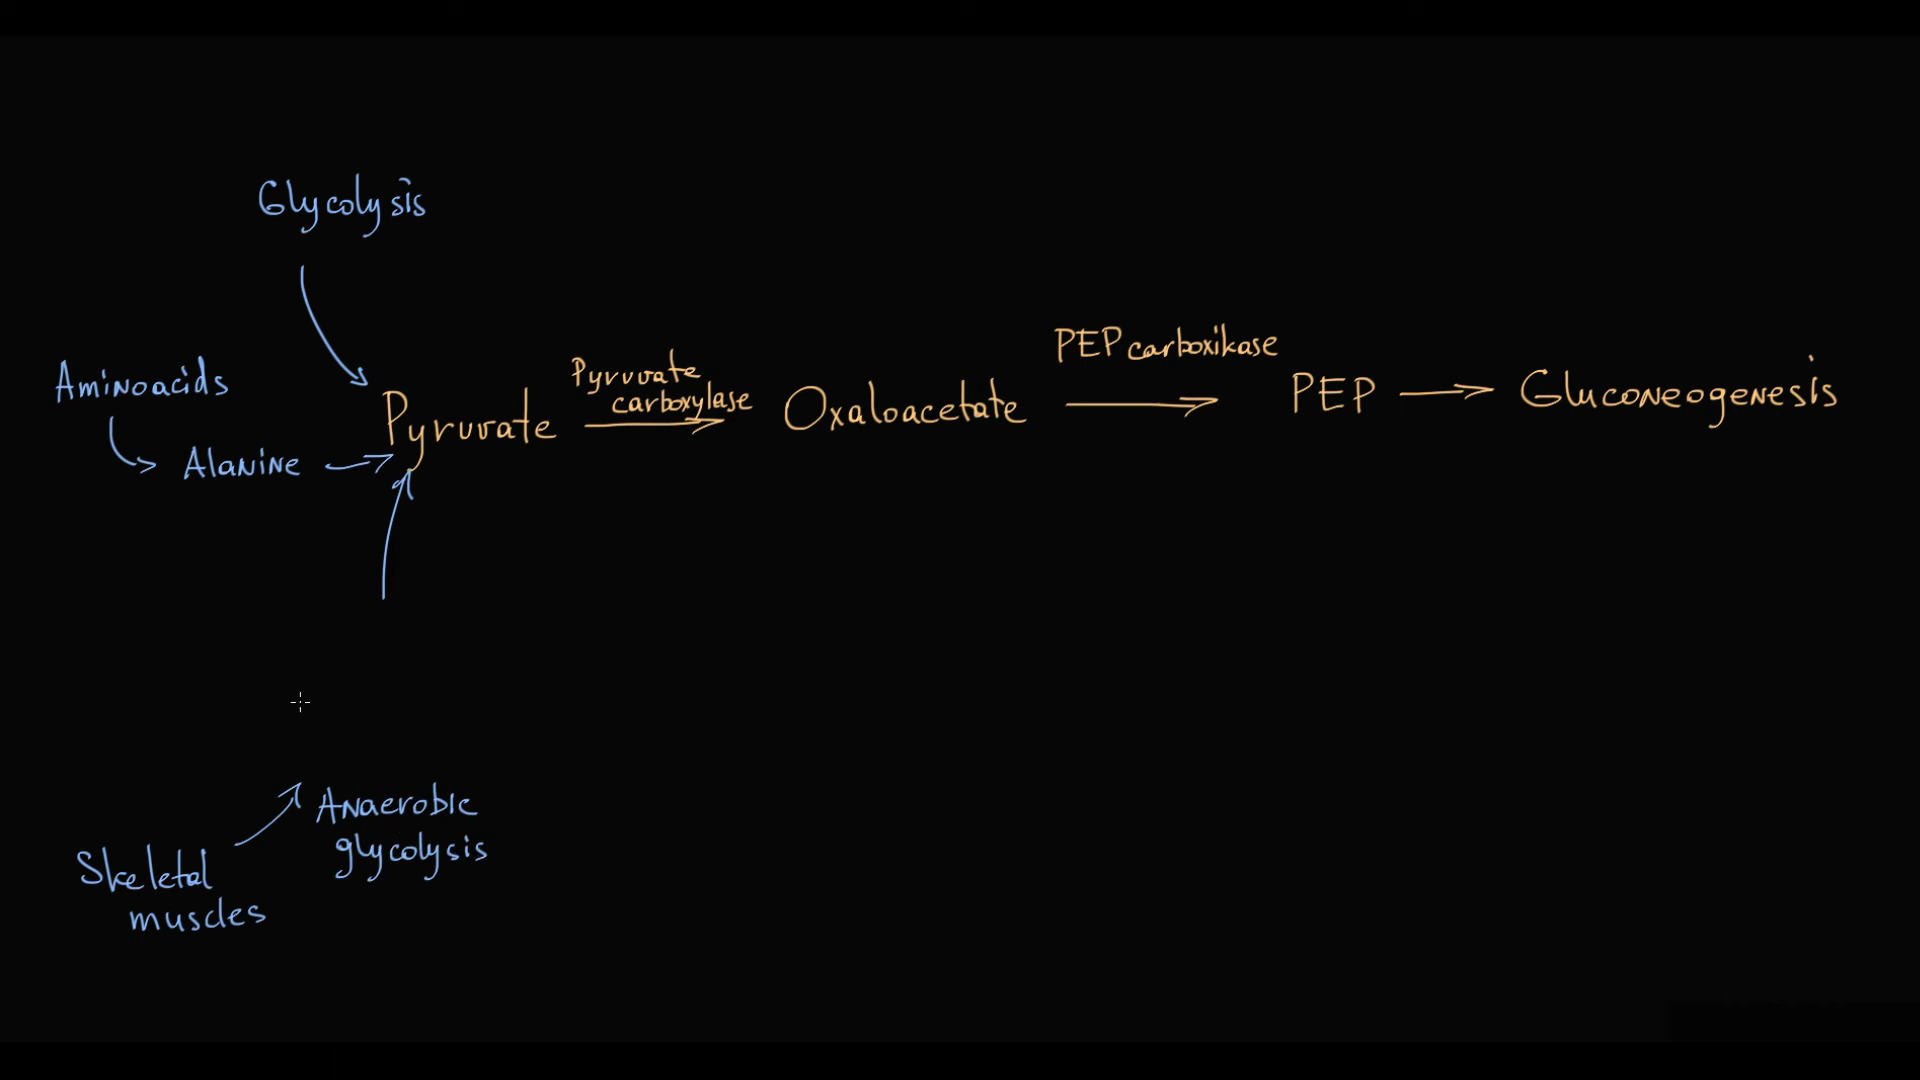 Glycolysis
Aminoacids
Alanine
Pyruvate
Pyruvate
carboxylase
Oxaloacetate
PEP carboxikase
PEP
Gluconeogenesis
Anaerobic
glycolysis
Skeletal
muscles